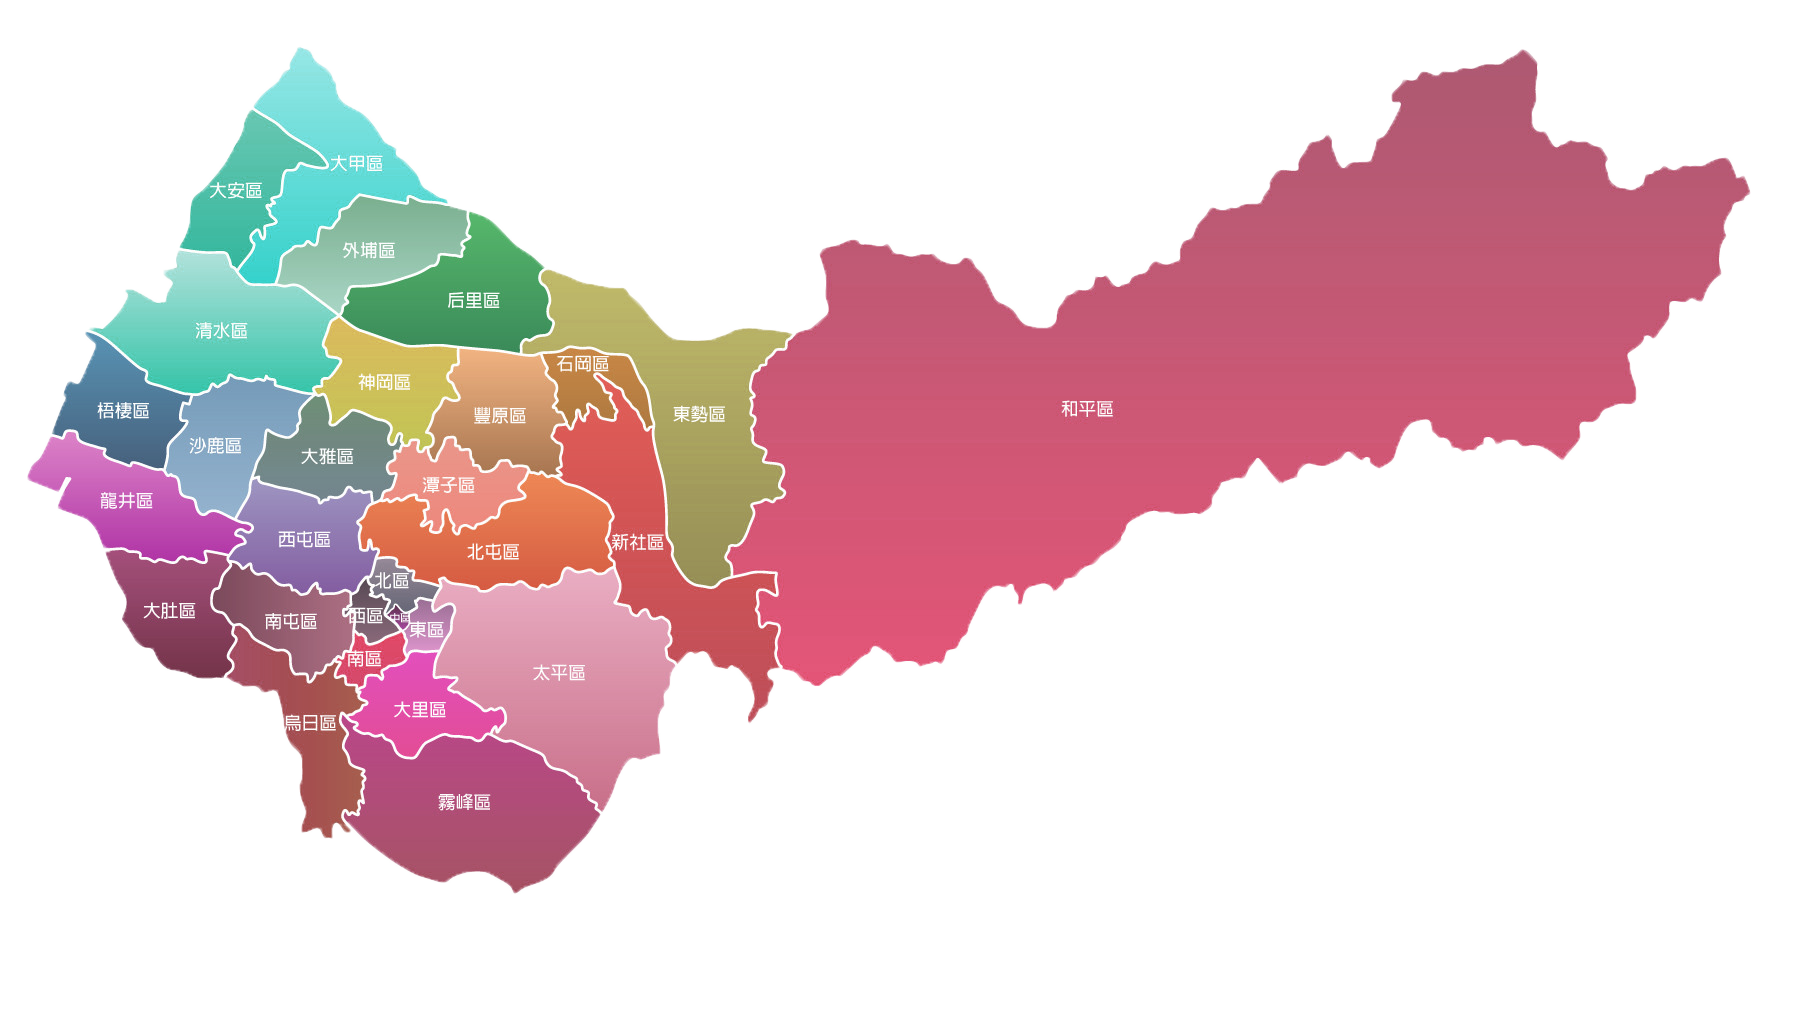 大甲區
大安區
外埔區
后里區
清水區
石岡區
神岡區
和平區
梧棲區
豐原區
東勢區
沙鹿區
大雅區
潭子區
龍井區
西屯區
新社區
北屯區
北區
大肚區
西區
中區
南屯區
東區
南區
太平區
大里區
烏日區
霧峰區